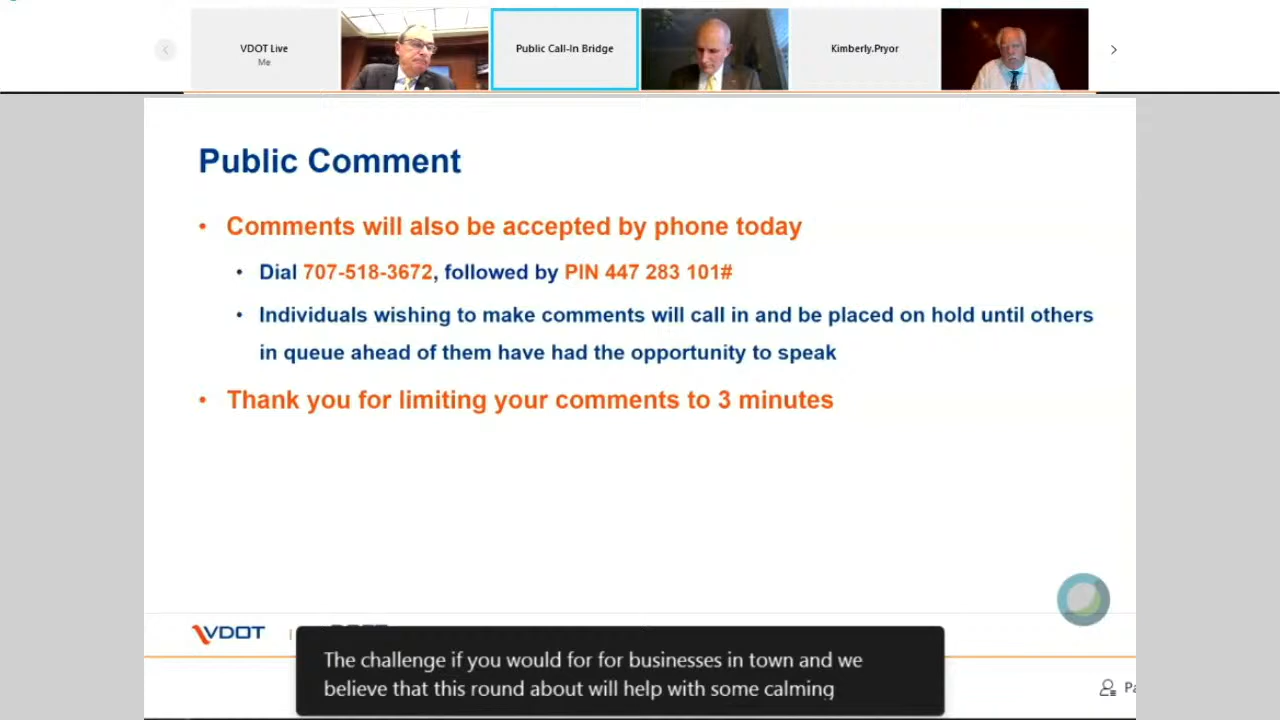 VDOT Live
Me
Public Call-In Bridge
Kimberly.Pryor
Public Comment
• Comments will also be accepted by phone today
• Dial 707-518-3672, followed by PIN 447 283 101#
• Individuals wishing to make comments will call in and be placed on hold until others
in queue ahead of them have had the opportunity to speak
• Thank you for limiting your comments to 3 minutes
VDOT
The challenge if you would for for businesses in town and we
believe that this round about will help with some calming
Pa